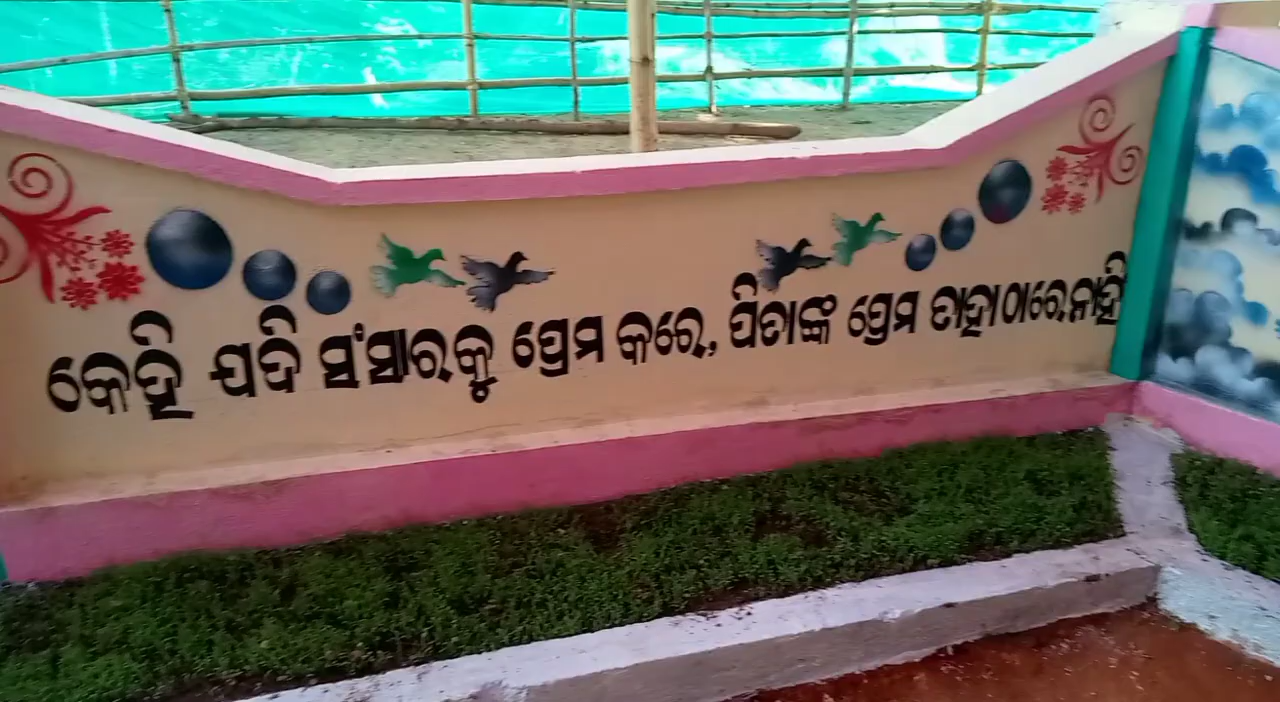 କେହି ଯଦି ସଂସାରକୁ ପ୍ରେମ କରେ, ପିତାଙ୍କ ପ୍ରେମ ତାହାଠାରେନାହିଁ